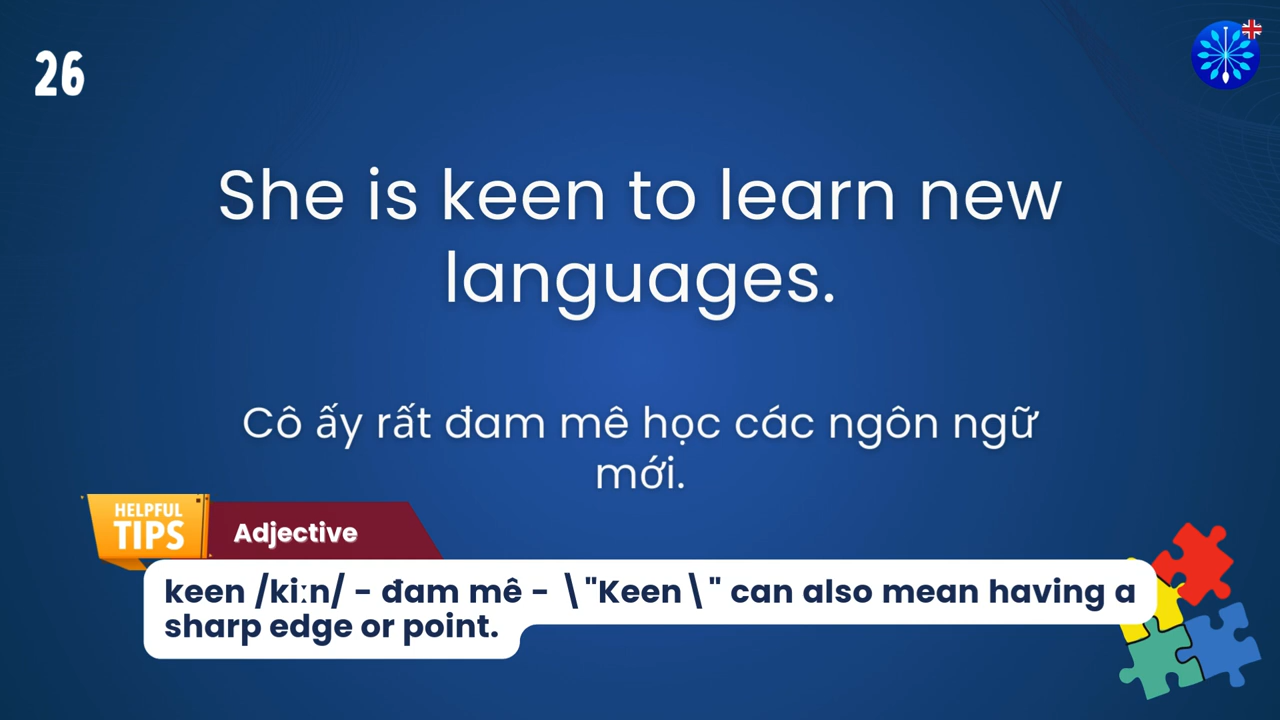 26
She is keen to learn new
languages.
Cô ấy rất đam mê học các ngôn ngữ
mới.
HELPFUL
TIPS
Adjective
keen /kiːn/ - đam mê - \"Keen\" can also mean having a
sharp edge or point.